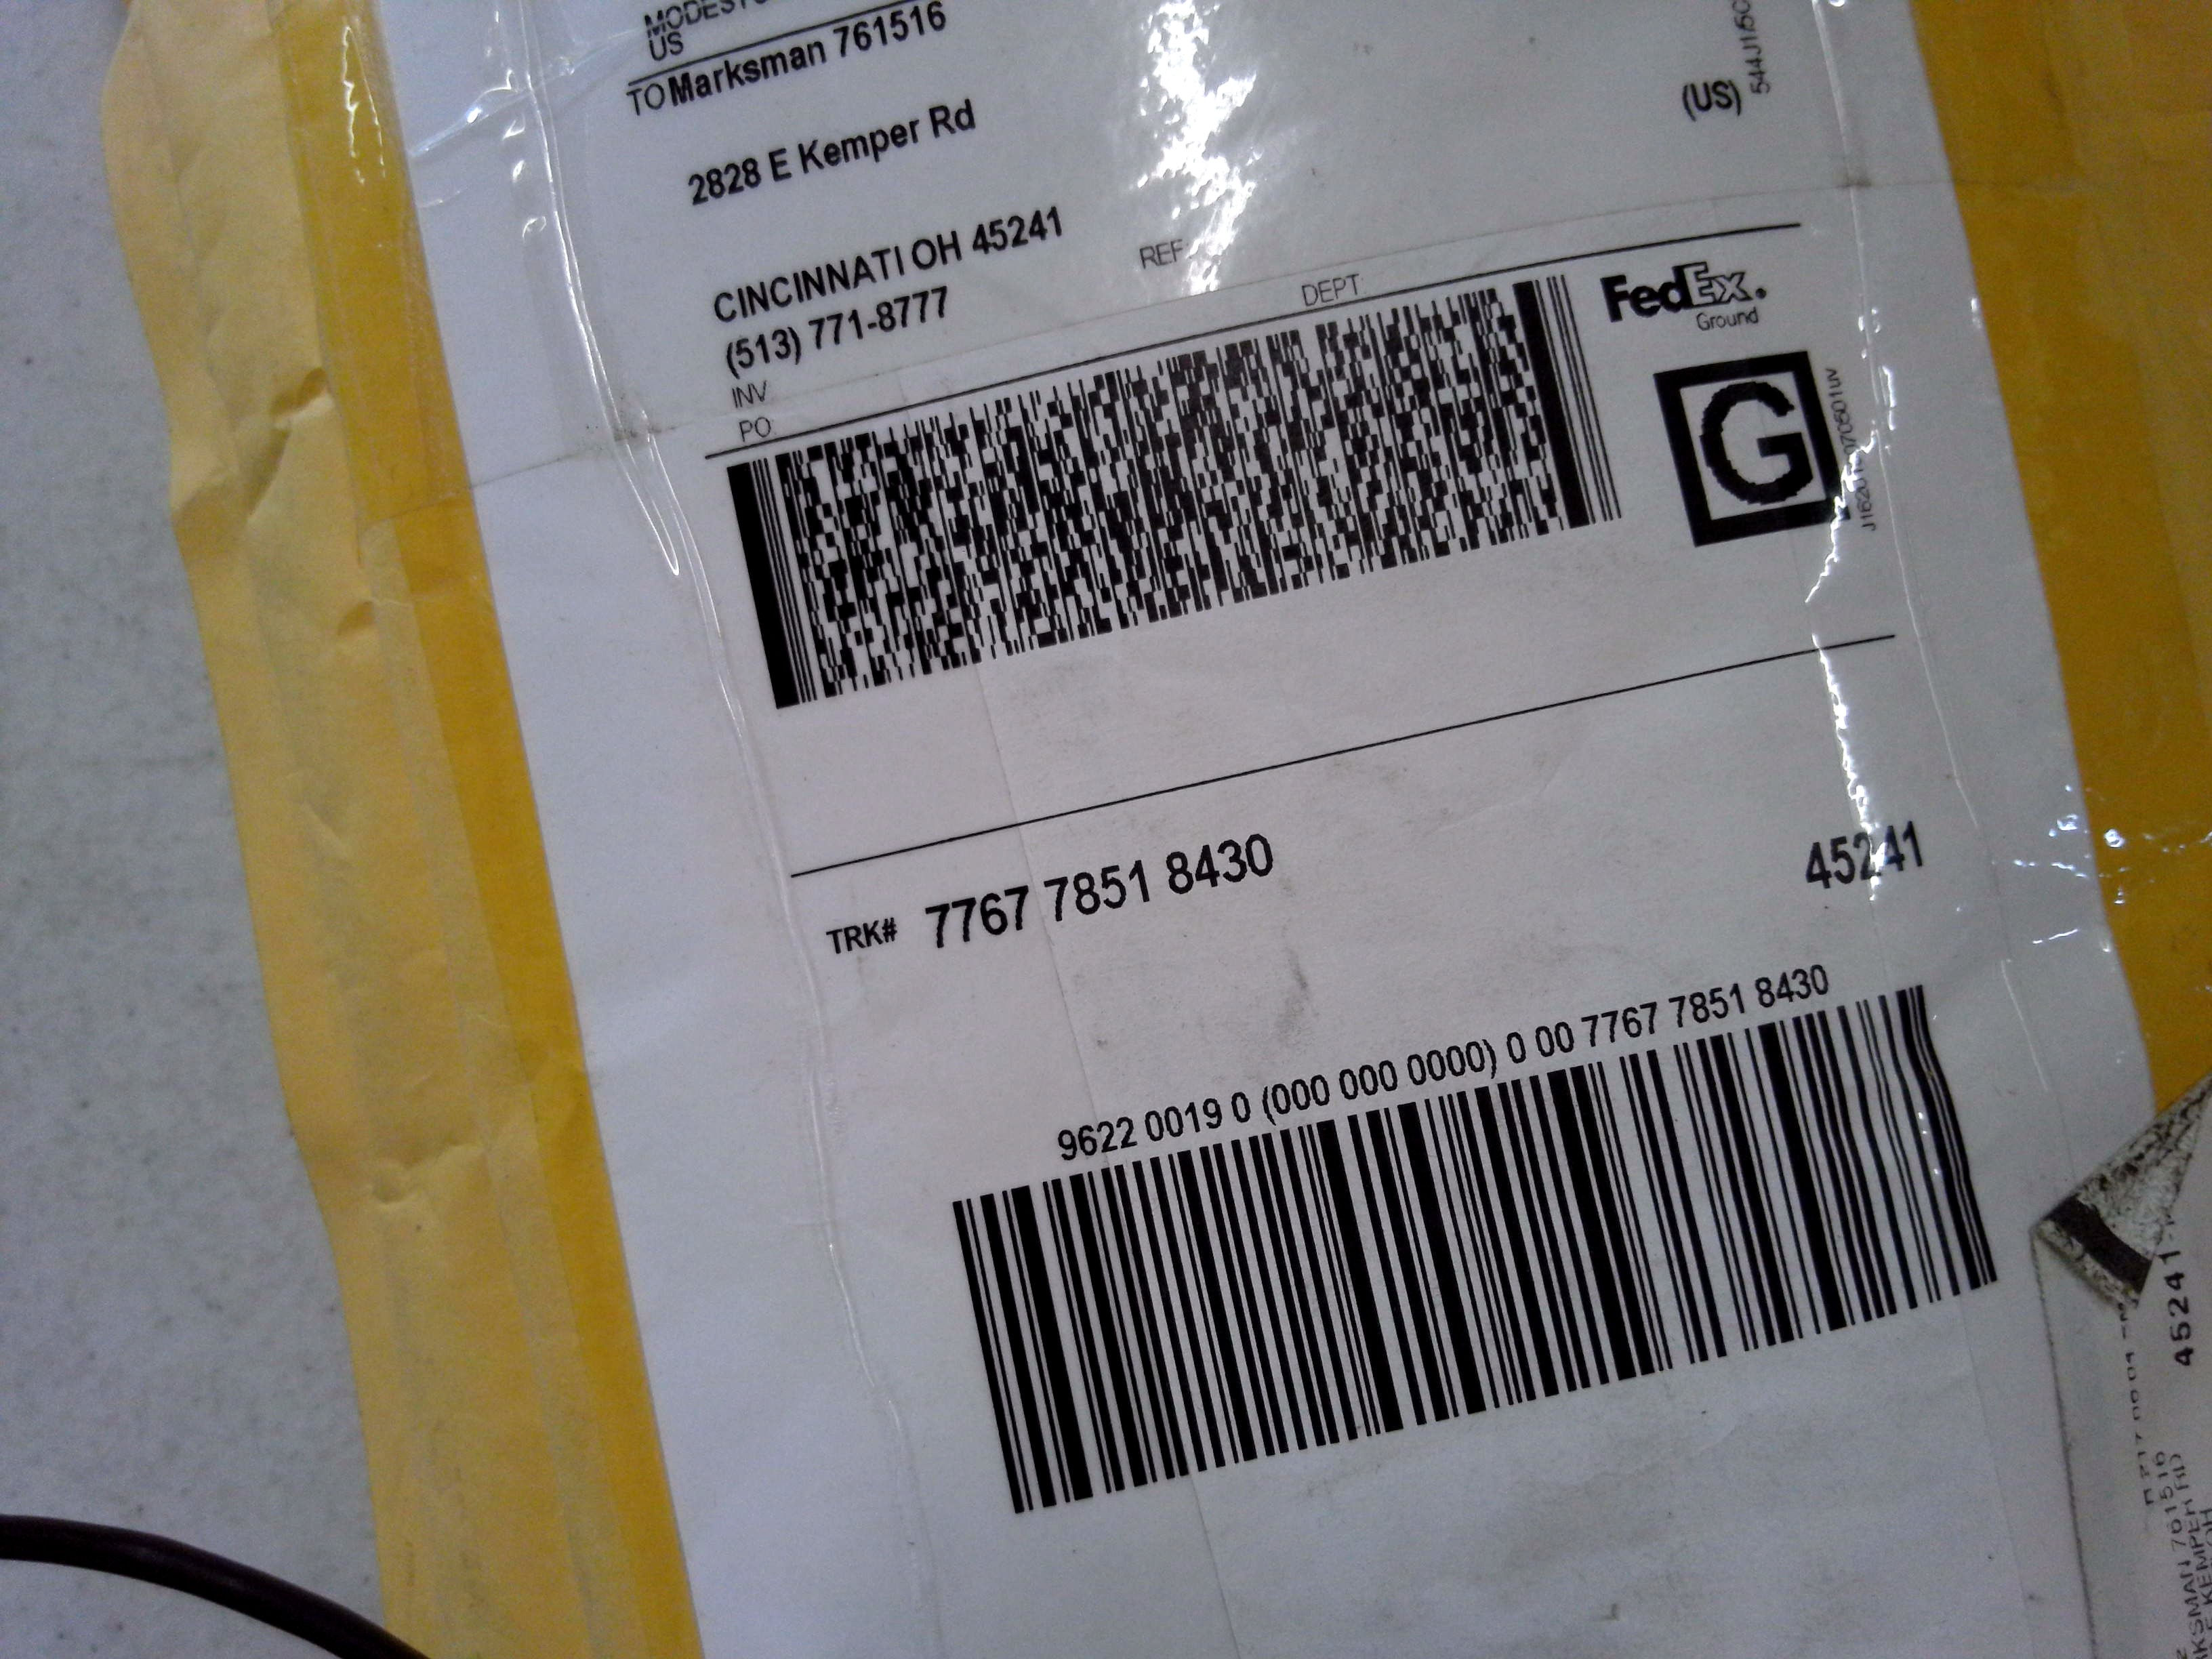 US
TO Marksman 761516
2828 E Kemper Rd
(US)
CINCINNATI OH 45241
(513) 771-8777
REF:
INV:
PO:
DEPT:
FedEx.
Ground
G
TRK# 7767 7851 8430
45241
9622 0019 0 (000 000 0000) 0 00 7767 7851 8430
45241
761516